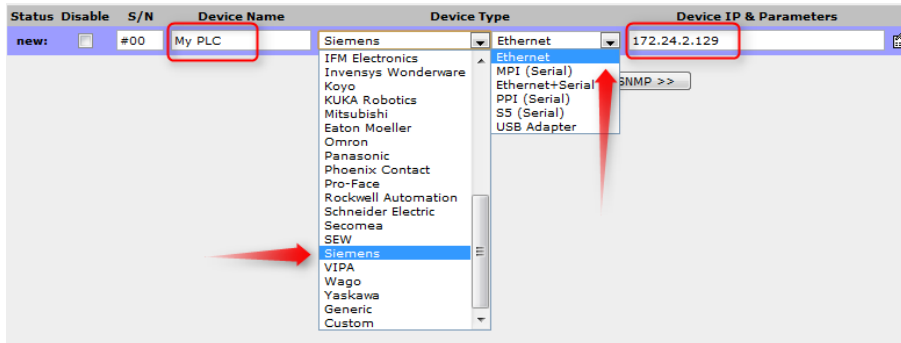 Status Disable S/N Device Name Device Type Device IP & Parameters
new: #00 My PLC Siemens Ethernet 172.24.2.129
IFM Electronics
Invensys Wonderware
Koyo
KUKA Robotics
Mitsubishi
Eaton Moeller
Omron
Panasonic
Phoenix Contact
Pro-Face
Rockwell Automation
Schneider Electric
Secomea
SEW
Siemens
VIPA
Wago
Yaskawa
Generic
Custom
Ethernet
MPI (Serial)
Ethernet+Serial
PPI (Serial)
S5 (Serial)
USB Adapter
SNMP >>